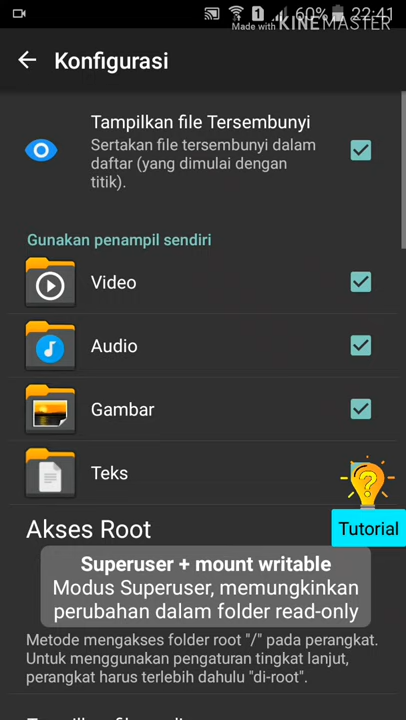 60% 22:41
Made with KINEMASTER
Konfigurasi
Tampilkan file Tersembunyi
Sertakan file tersembunyi dalam
daftar (yang dimulai dengan
titik).
Gunakan penampil sendiri
Video
Audio
Gambar
Teks
Akses Root
Tutorial
Superuser + mount writable
Modus Superuser, memungkinkan
perubahan dalam folder read-only
Metode mengakses folder root "/" pada perangkat.
Untuk menggunakan pengaturan tingkat lanjut,
perangkat harus terlebih dahulu "di-root".